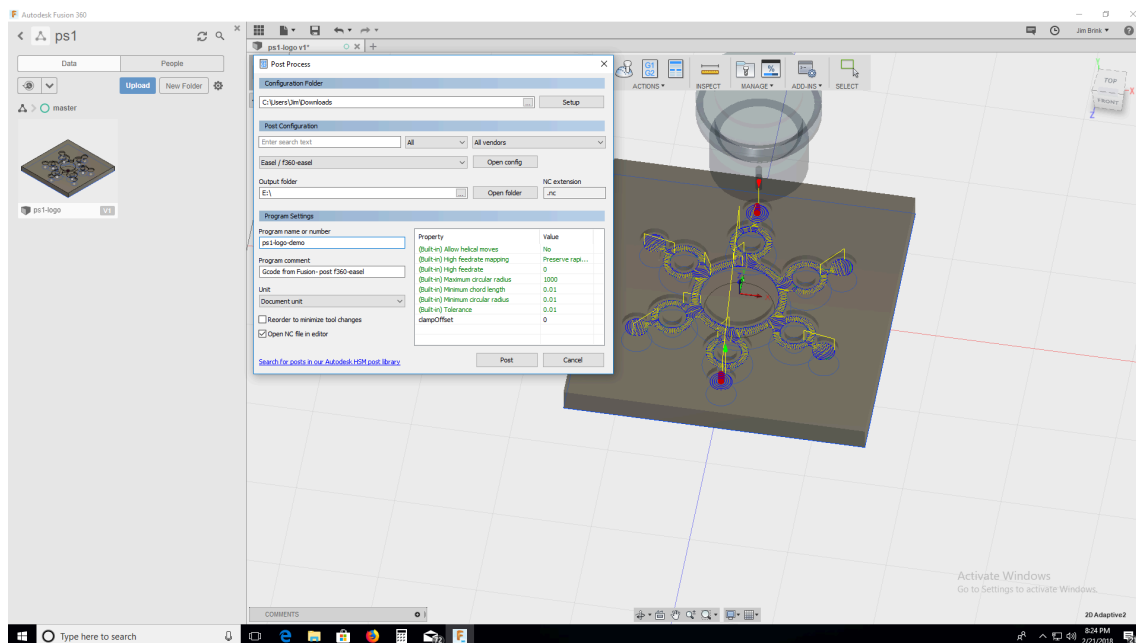 Autodesk Fusion 360
ps1
Data People
Upload New Folder
master
ps1-logo V1
ps1-logo v1*
Jim Brink
Post Process
Configuration Folder
C:\Users\Jim\Downloads ... Setup
Post Configuration
Enter search text All All vendors
Easel / f360-easel Open config
Output folder NC extension
E:\ ... Open folder .nc
Program Settings
Program name or number
ps1-logo-demo
Program comment
Gcode from Fusion- post f360-easel
Unit
Document unit
Reorder to minimize tool changes
Open NC file in editor
Property Value
(Built-in) Allow helical moves No
(Built-in) High feedrate mapping Preserve rapi...
(Built-in) High feedrate 0
(Built-in) Maximum circular radius 1000
(Built-in) Minimum chord length 0.01
(Built-in) Minimum circular radius 0.01
(Built-in) Tolerance 0.01
clampOffset 0
Search for posts in our Autodesk HSM post library
Post Cancel
G1
G2
ACTIONS INSPECT MANAGE ADD-INS SELECT
TOP
FRONT
X
Z
Activate Windows
Go to Settings to activate Windows.
COMMENTS
2D Adaptive2
Type here to search
8:24 PM
2/21/2018